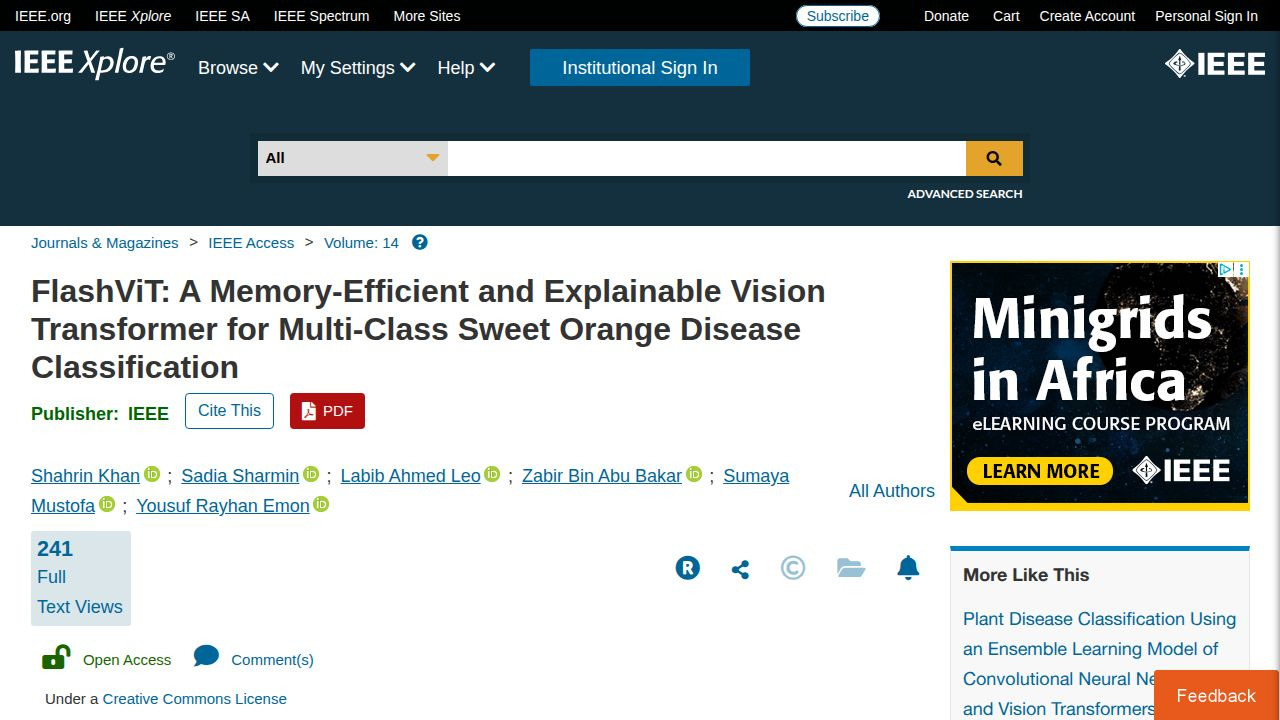 IEEE.org IEEE Xplore IEEE SA IEEE Spectrum More Sites Subscribe Donate Cart Create Account Personal Sign In
IEEE Xplore® Browse My Settings Help Institutional Sign In IEEE
All
ADVANCED SEARCH
Journals & Magazines > IEEE Access > Volume: 14
FlashViT: A Memory-Efficient and Explainable Vision
Transformer for Multi-Class Sweet Orange Disease
Classification
Publisher: IEEE Cite This PDF
Shahrin Khan ; Sadia Sharmin ; Labib Ahmed Leo ; Zabir Bin Abu Bakar ; Sumaya
Mustofa ; Yousuf Rayhan Emon
All Authors
241
Full
Text Views
Open Access Comment(s)
Under a Creative Commons License
Minigrids
in Africa
eLEARNING COURSE PROGRAM
LEARN MORE IEEE
More Like This
Plant Disease Classification Using
an Ensemble Learning Model of
Convolutional Neural
and Vision Transformers
Feedback